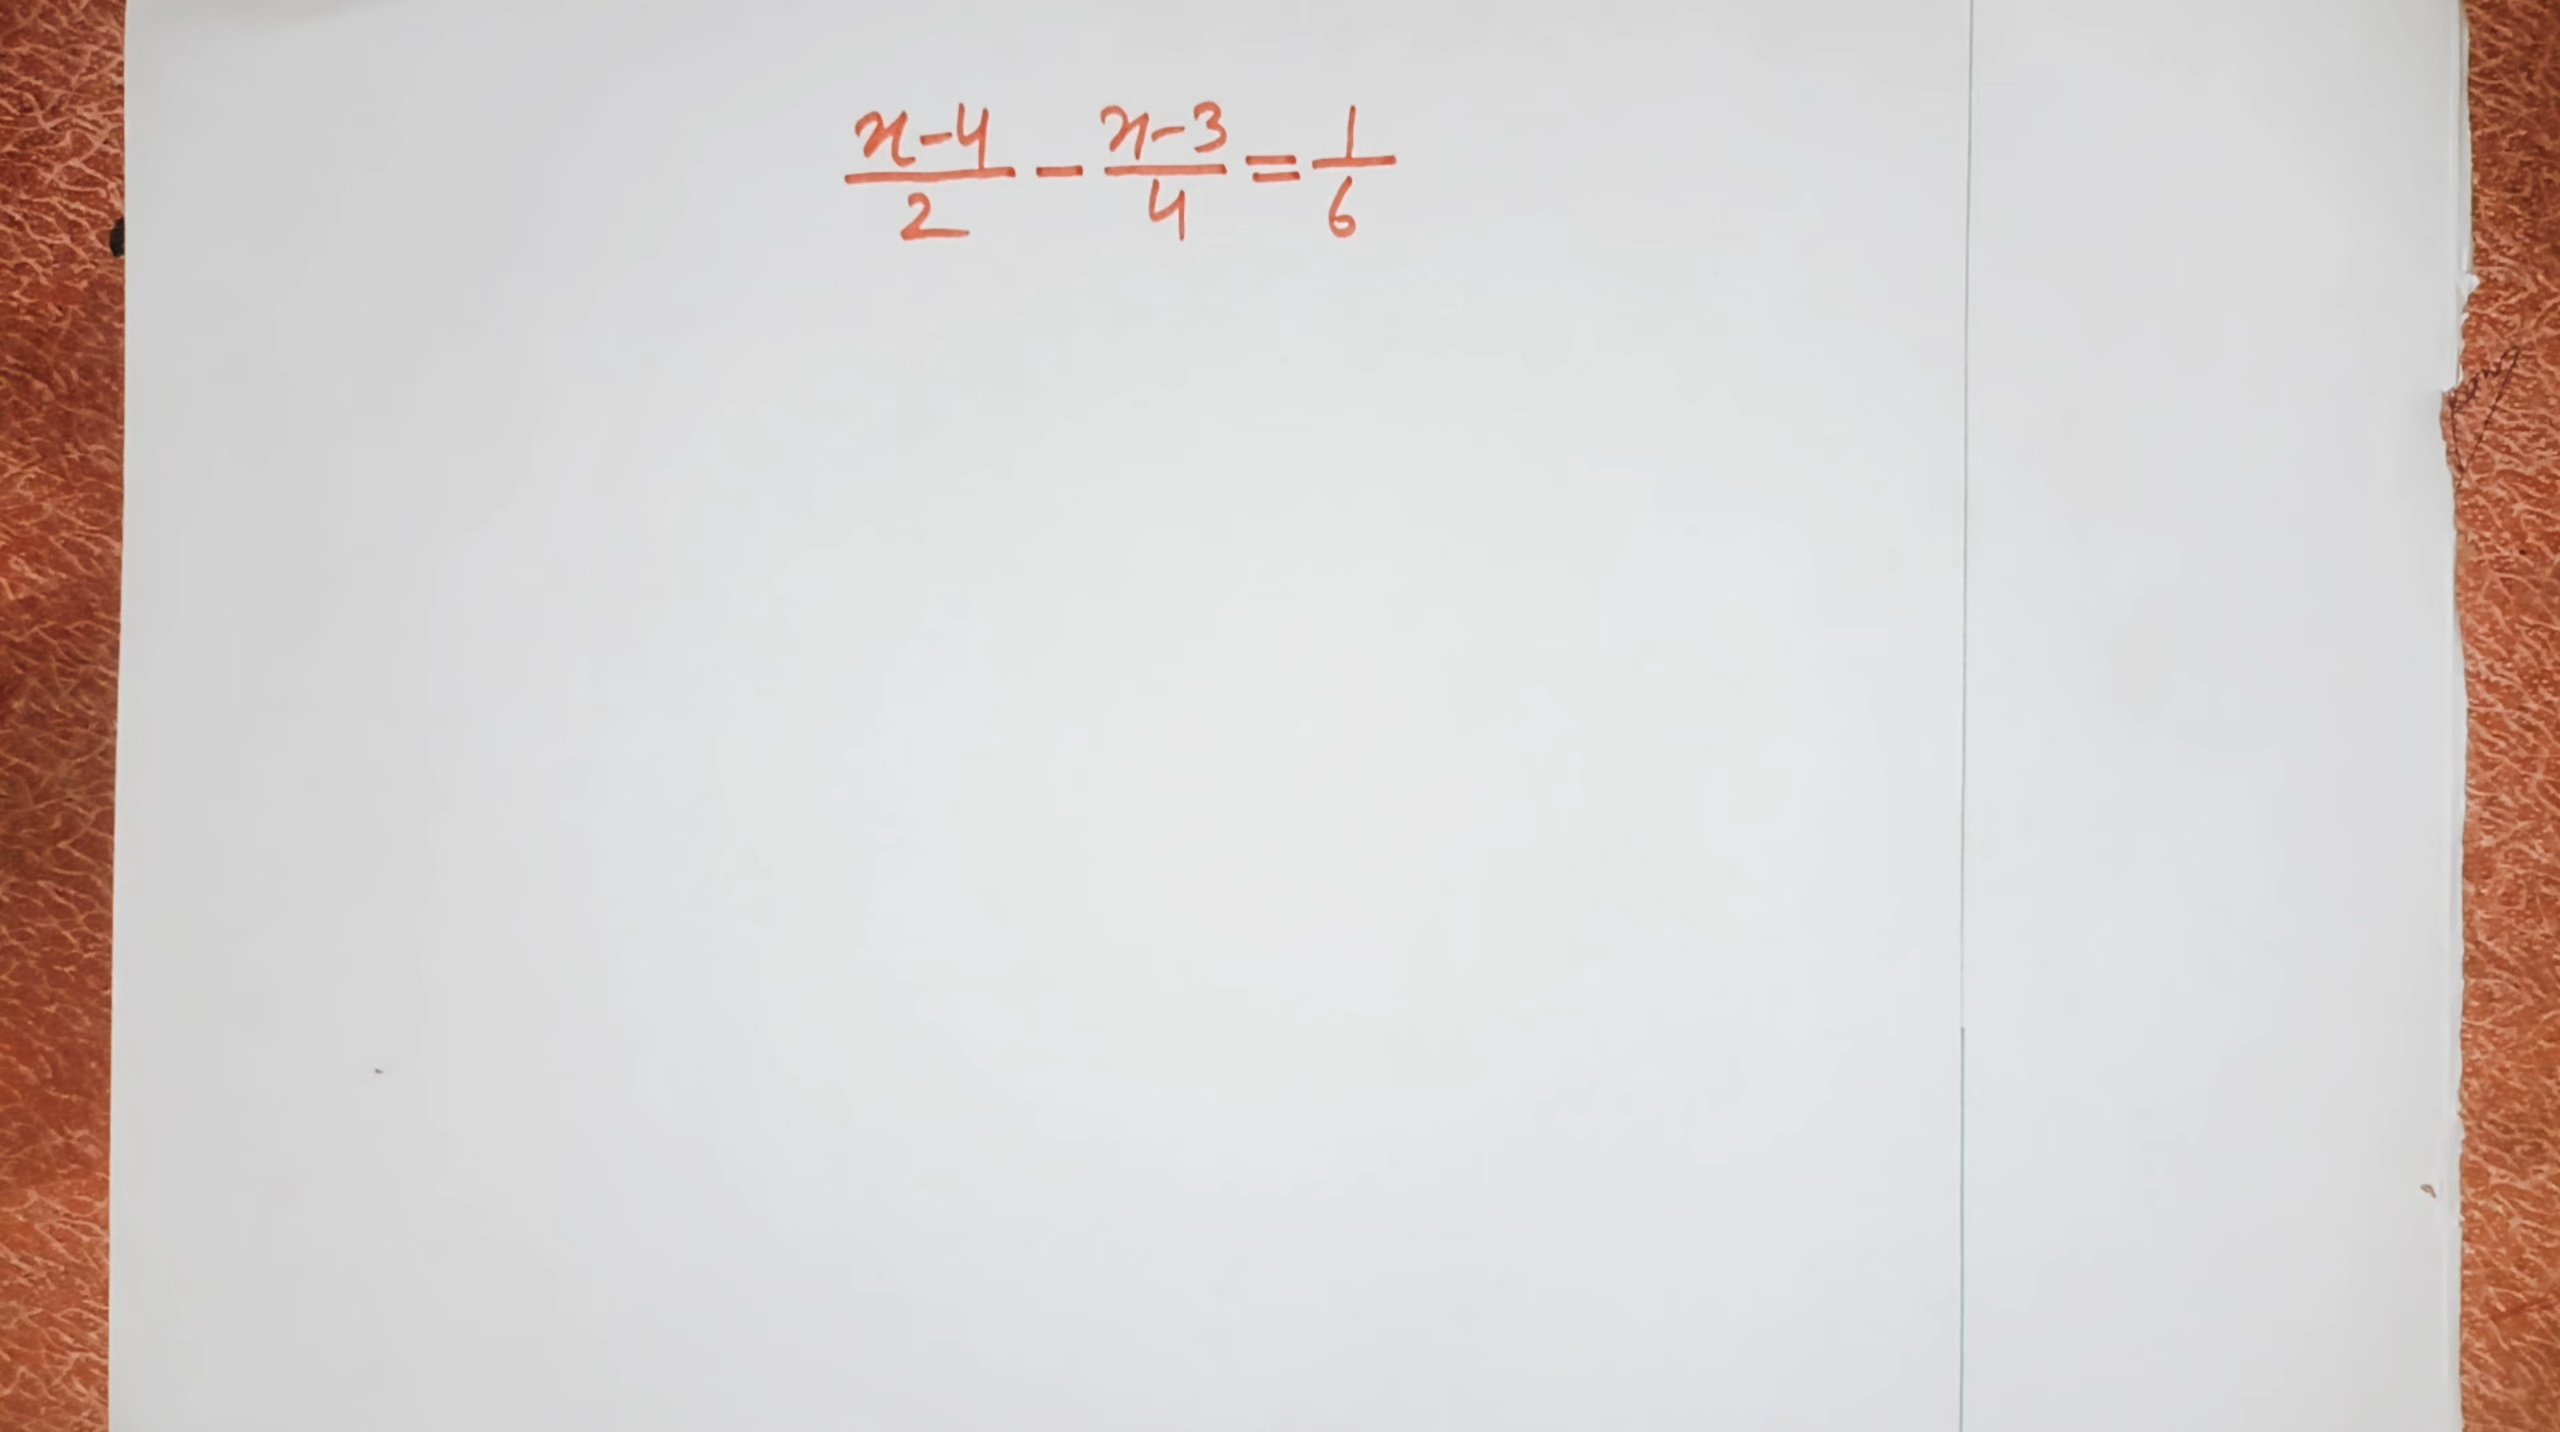 (x-4)/2 - (x-3)/4 = 1/6